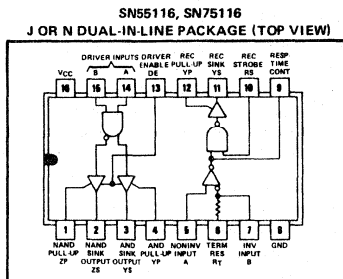 SN55116, SN75116
J OR N DUAL-IN-LINE PACKAGE (TOP VIEW)
DRIVER INPUTS DRIVER REC REC REC RESP
ENABLE PULL-UP SINK STROBE TIME
VCC B A DE YP YS RS CONT
16 15 14 13 12 11 10 9
1 2 3 4 5 6 7 8
NAND NAND AND AND NONINV TERM INV GND
PULL-UP SINK SINK PULL-UP INPUT RES INPUT
ZP OUTPUT OUTPUT YP A RT B
ZS YS